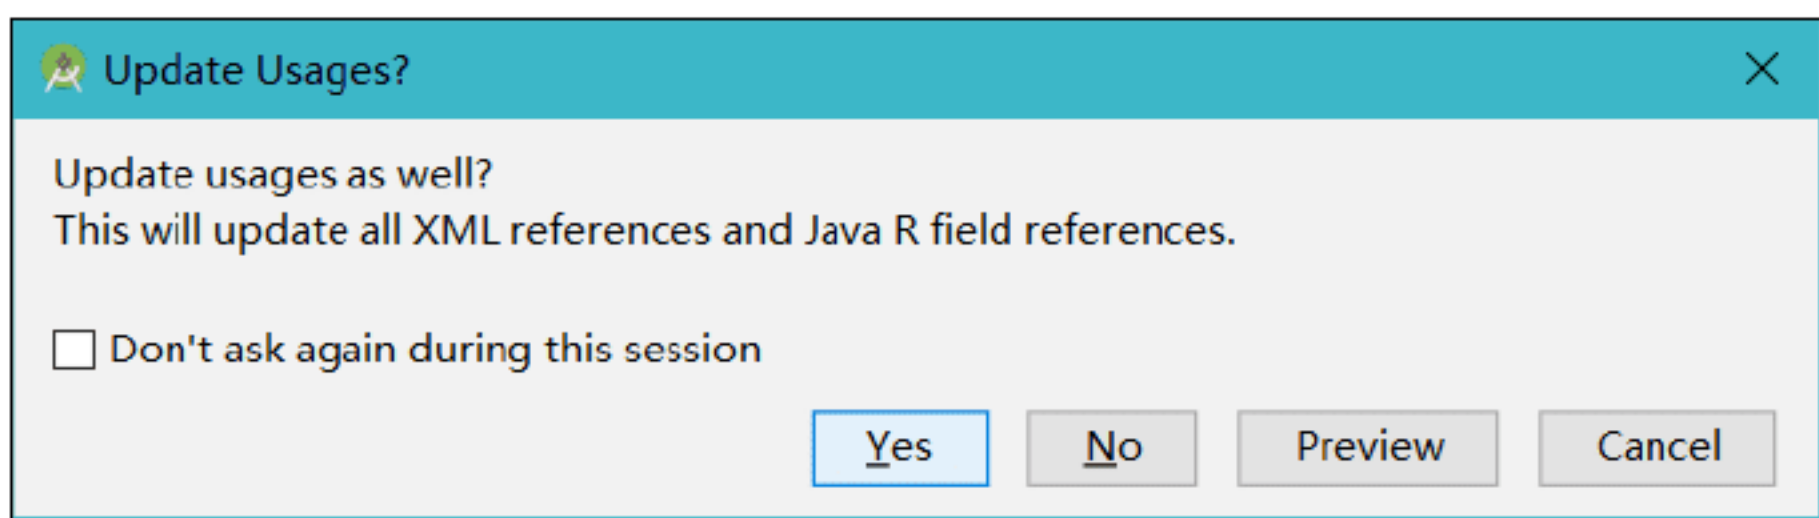 Update Usages?
Update usages as well?
This will update all XML references and Java R field references.
Don't ask again during this session
Yes No Preview Cancel